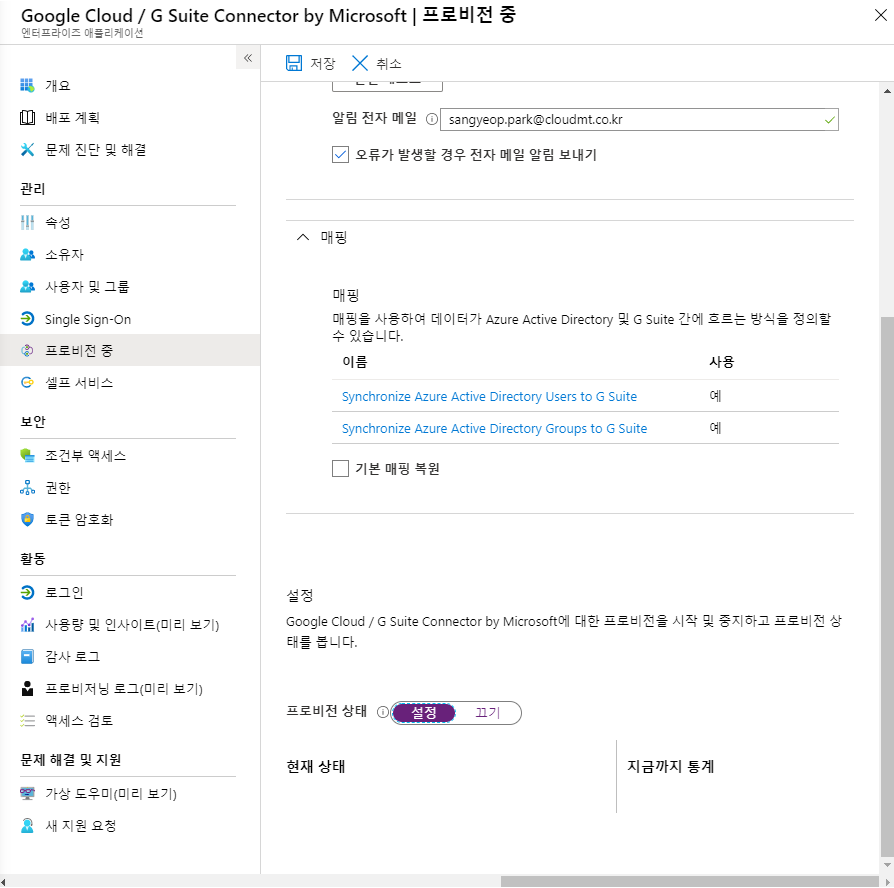 Google Cloud / G Suite Connector by Microsoft | 프로비전 중
엔터프라이즈 애플리케이션
저장
취소
개요
배포 계획
문제 진단 및 해결
관리
속성
소유자
사용자 및 그룹
Single Sign-On
프로비전 중
셀프 서비스
보안
조건부 액세스
권한
토큰 암호화
활동
로그인
사용량 및 인사이트(미리 보기)
감사 로그
프로비저닝 로그(미리 보기)
액세스 검토
문제 해결 및 지원
가상 도우미(미리 보기)
새 지원 요청
알림 전자 메일
sangyeop.park@cloudmt.co.kr
오류가 발생할 경우 전자 메일 알림 보내기
매핑
매핑
매핑을 사용하여 데이터가 Azure Active Directory 및 G Suite 간에 흐르는 방식을 정의할
수 있습니다.
이름 사용
Synchronize Azure Active Directory Users to G Suite 예
Synchronize Azure Active Directory Groups to G Suite 예
기본 매핑 복원
설정
Google Cloud / G Suite Connector by Microsoft에 대한 프로비전을 시작 및 중지하고 프로비전 상
태를 봅니다.
프로비전 상태 설정 끄기
현재 상태
지금까지 통계